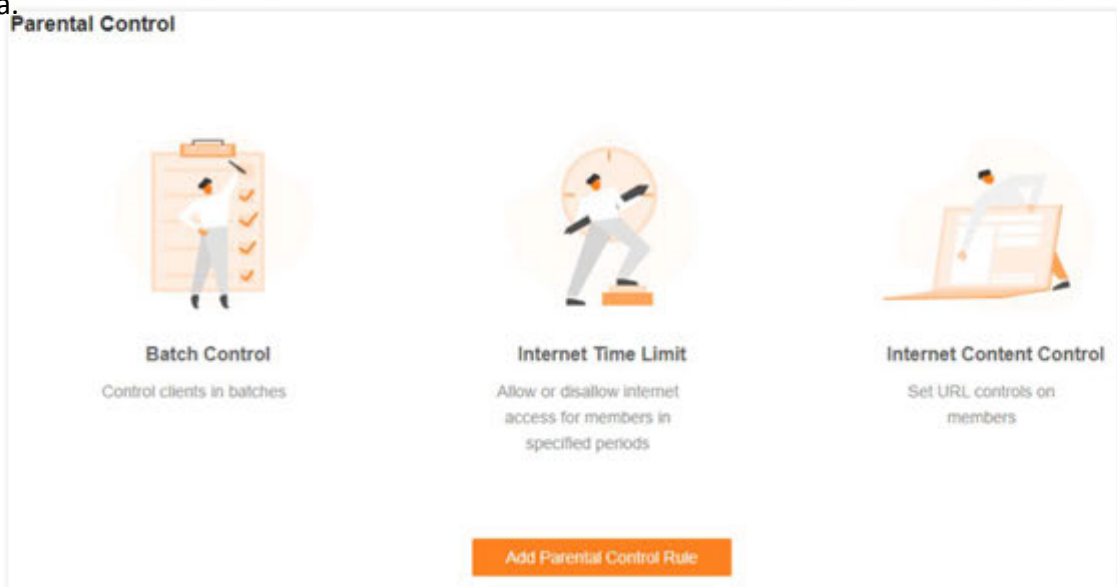 a.
Parental Control
Batch Control
Control clients in batches
Internet Time Limit
Allow or disallow internet
access for members in
specified periods
Internet Content Control
Set URL controls on
members
Add Parental Control Rule